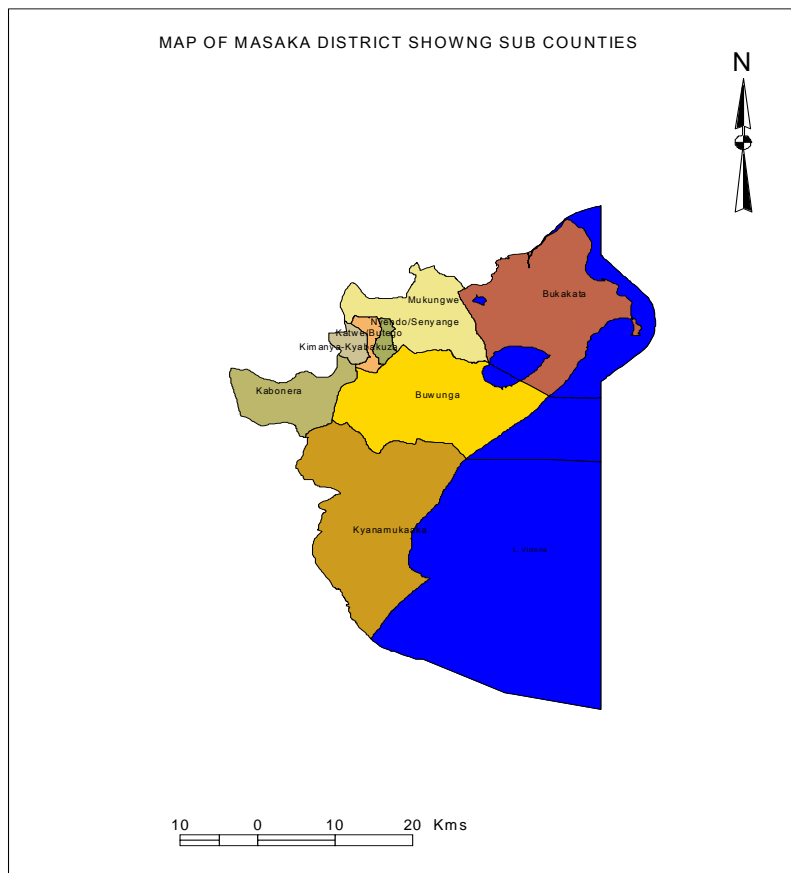 MAP OF MASAKA DISTRICT SHOWNG SUB COUNTIES
N
Bukakata
Mukungwe
Nyendo/Senyange
Katwe/Butego
Kimanya-Kyabakuza
Kabonera
Buwunga
Kyanamukaaka
10 0 10 20 Kms